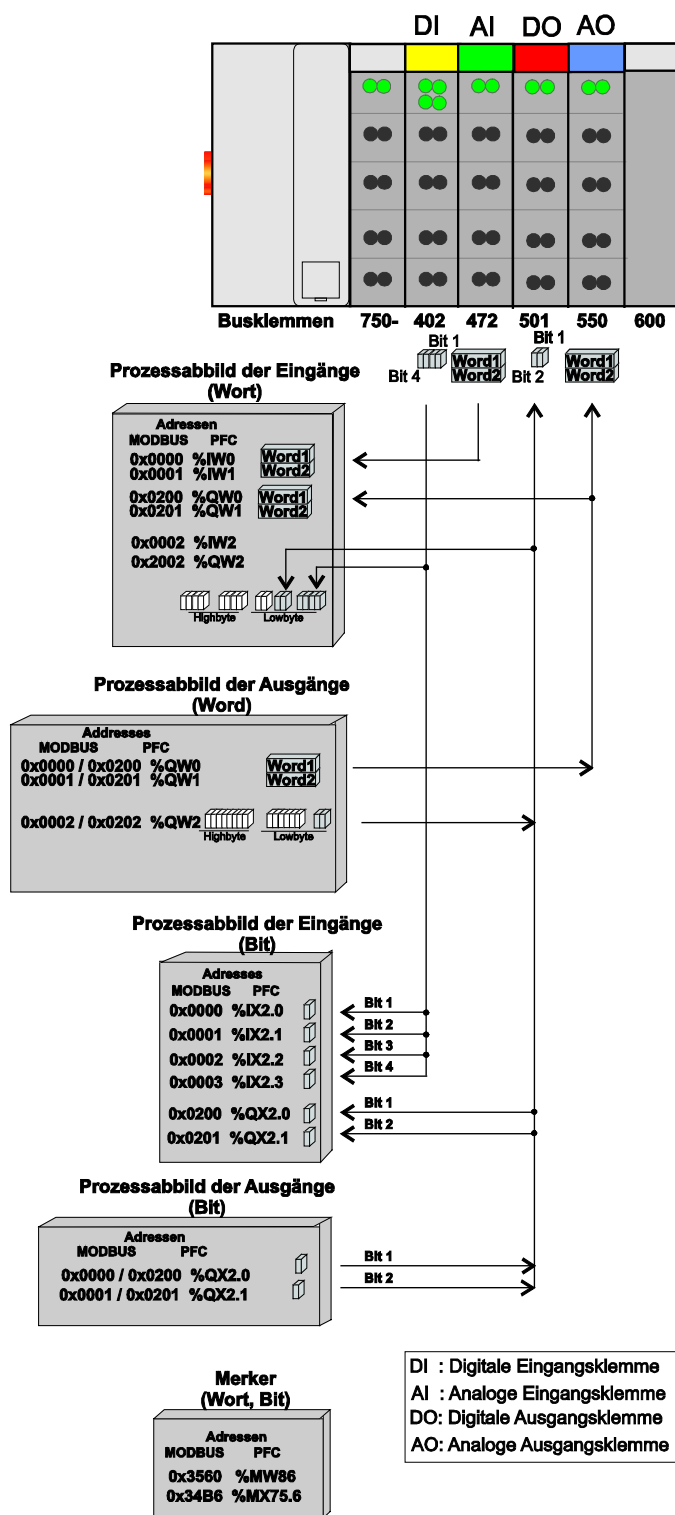 DI AI DO AO
Busklemmen 750- 402 472 501 550 600
Bit 1 Bit 1
Bit 4 Word1 Bit 2 Word1
Word2 Word2
Prozessabbild der Eingänge
(Wort)
Adressen
MODBUS PFC
0x0000 %IW0 Word1
0x0001 %IW1 Word2
0x0200 %QW0 Word1
0x0201 %QW1 Word2
0x0002 %IW2
0x2002 %QW2
Highbyte Lowbyte
Prozessabbild der Ausgänge
(Word)
Addresses
MODBUS PFC
0x0000 / 0x0200 %QW0 Word1
0x0001 / 0x0201 %QW1 Word2
0x0002 / 0x0202 %QW2
Highbyte Lowbyte
Prozessabbild der Eingänge
(Bit)
Adresses
MODBUS PFC
0x0000 %IX2.0 Bit 1
0x0001 %IX2.1 Bit 2
0x0002 %IX2.2 Bit 3
0x0003 %IX2.3 Bit 4
0x0200 %QX2.0 Bit 1
0x0201 %QX2.1 Bit 2
Prozessabbild der Ausgänge
(Bit)
Adressen
MODBUS PFC
0x0000 / 0x0200 %QX2.0 Bit 1
0x0001 / 0x0201 %QX2.1 Bit 2
Merker
(Wort, Bit)
Adressen
MODBUS PFC
0x3560 %MW86
0x34B6 %MX75.6
DI : Digitale Eingangsklemme
AI : Analoge Eingangsklemme
DO: Digitale Ausgangsklemme
AO: Analoge Ausgangsklemme